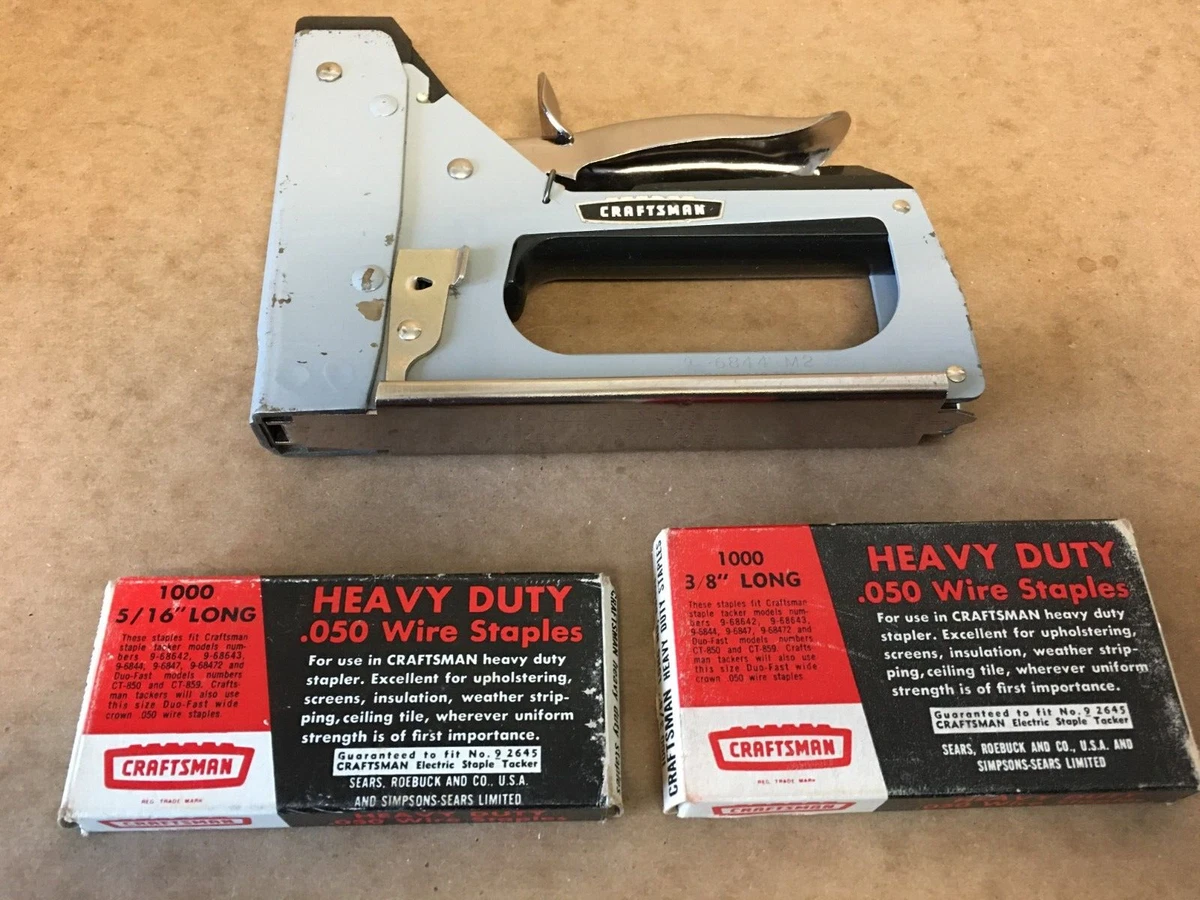 CRAFTSMAN
9-6844 M2
1000
5/16" LONG
These staples fit Craftsman
staple tacker models num-
bers 9-68642, 9-68643,
9-6844, 9-6847, 9-68472 and
Duo-Fast models numbers
CT-850 and CT-859. Crafts-
man tackers will also use
this size Duo-Fast wide
crown .050 wire staples.
CRAFTSMAN
REG. TRADE MARK
HEAVY DUTY
.050 Wire Staples
For use in CRAFTSMAN heavy duty
stapler. Excellent for upholstering,
screens, insulation, weather strip-
ping, ceiling tile, wherever uniform
strength is of first importance.
Guaranteed to fit No. 9 2645
CRAFTSMAN Electric Staple Tacker
SEARS, ROEBUCK AND CO., U.S.A.
AND SIMPSONS-SEARS LIMITED
CRAFTSMAN
HEAVY DUTY
CRAFTSMAN HEAVY DUTY STAPLES
CRAFTSMAN HEAVY DUTY STAPLES
1000
3/8" LONG
These staples fit Craftsman
staple tacker models num-
bers 9-68642, 9-68643,
9-6844, 9-6847, 9-68472 and
Duo-Fast models numbers
CT-850 and CT-859. Crafts-
man tackers will also use
this size Duo-Fast wide
crown .050 wire staples.
CRAFTSMAN
REG. TRADE MARK
HEAVY DUTY
.050 Wire Staples
For use in CRAFTSMAN heavy duty
stapler. Excellent for upholstering,
screens, insulation, weather strip-
ping, ceiling tile, wherever uniform
strength is of first importance.
Guaranteed to fit No. 9 2645
CRAFTSMAN Electric Staple Tacker
SEARS, ROEBUCK AND CO., U.S.A. AND
SIMPSONS-SEARS LIMITED
CRAFTSMAN